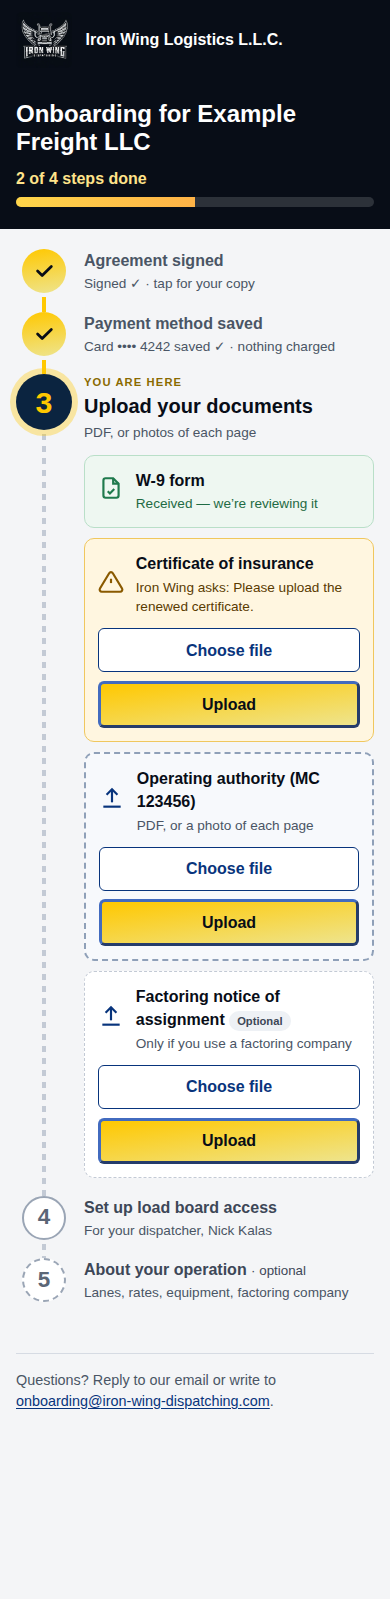 IRON WING
Iron Wing Logistics L.L.C.
Onboarding for Example
Freight LLC
2 of 4 steps done
Agreement signed
Signed ✓ · tap for your copy
Payment method saved
Card •••• 4242 saved ✓ · nothing charged
YOU ARE HERE
3
Upload your documents
PDF, or photos of each page
W-9 form
Received — we’re reviewing it
Certificate of insurance
Iron Wing asks: Please upload the
renewed certificate.
Choose file
Upload
Operating authority (MC
123456)
PDF, or a photo of each page
Choose file
Upload
Factoring notice of
assignment Optional
Only if you use a factoring company
Choose file
Upload
4
Set up load board access
For your dispatcher, Nick Kalas
5
About your operation · optional
Lanes, rates, equipment, factoring company
Questions? Reply to our email or write to
onboarding@iron-wing-dispatching.com.